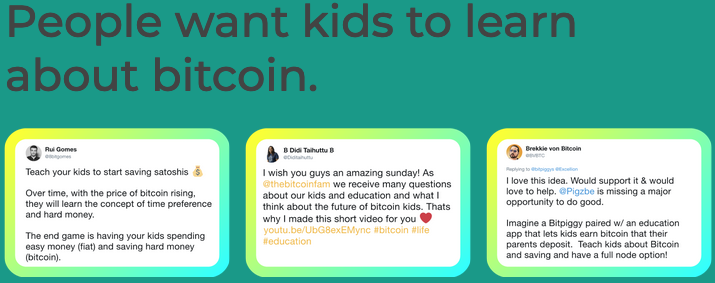 People want kids to learn
about bitcoin.
Rui Gomes
Teach your kids to start saving satoshis 💰
Over time, with the price of bitcoin rising,
they will learn the concept of time preference
and hard money.
The end game is having your kids spending
easy money (fiat) and saving hard money
(bitcoin).
B Didi Taihuttu B
@Diditaihuttu
I wish you guys an amazing sunday! As
@thebitcoinfam we receive many questions
about our kids and education and what I
think about the future of bitcoin kids. Thats
why I made this short video for you ❤️
youtu.be/UbG8exEMync #bitcoin #life
#education
Brekkie von Bitcoin
@BVBTC
Replying to @bitpiggys @Excellion
I love this idea. Would support it & would
love to help. @Pigzbe is missing a major
opportunity to do good.
Imagine a Bitpiggy paired w/ an education
app that lets kids earn bitcoin that their
parents deposit.  Teach kids about Bitcoin
and saving and have a full node option!